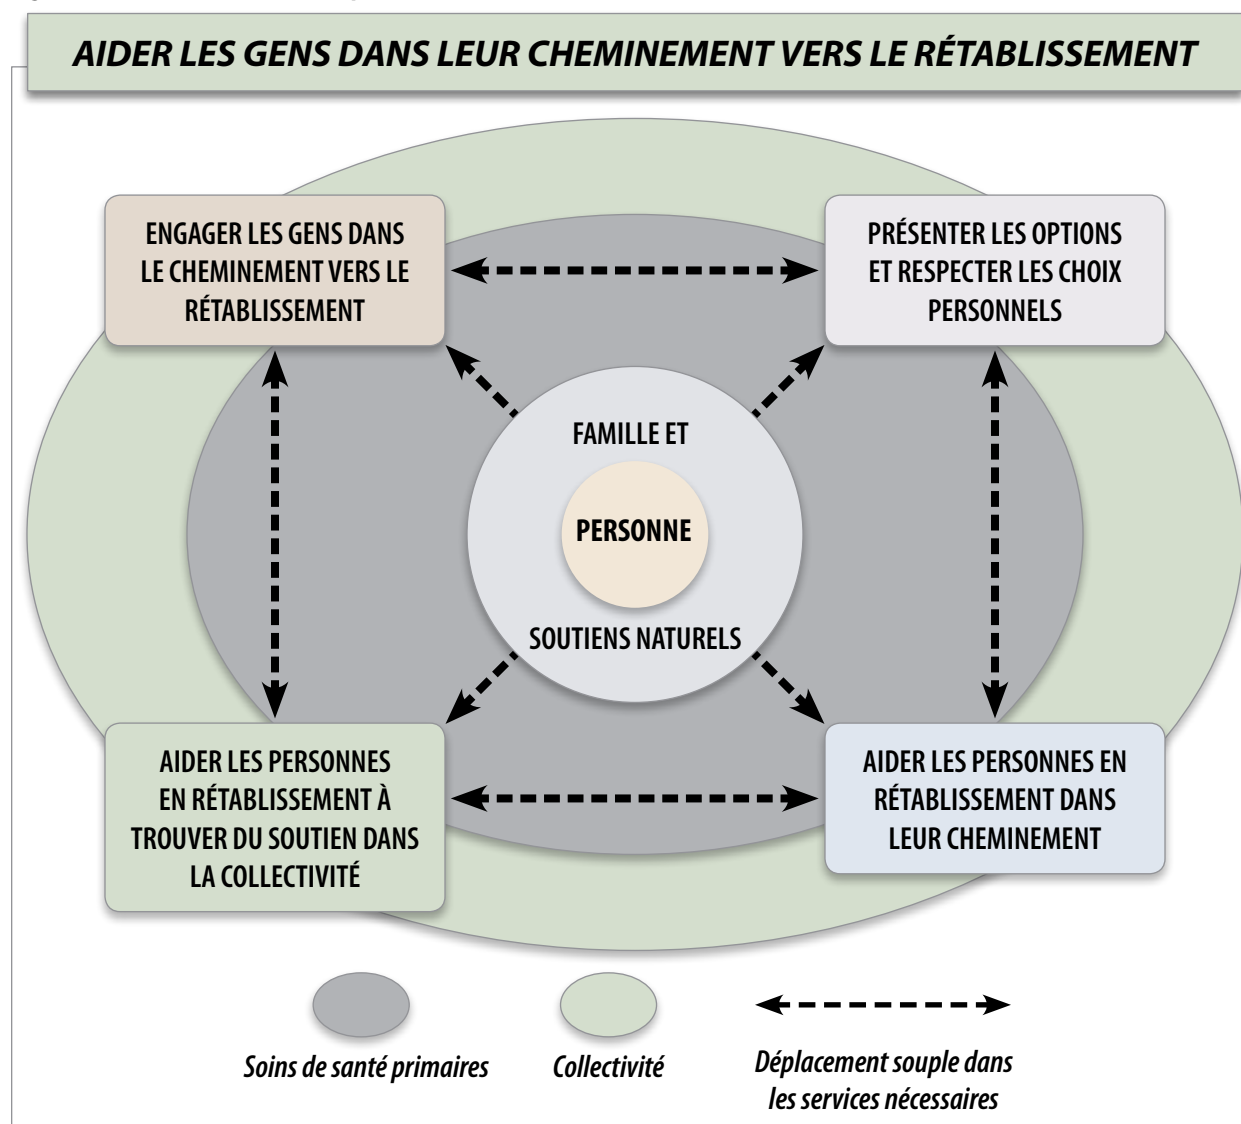 AIDER LES GENS DANS LEUR CHEMINEMENT VERS LE RÉTABLISSEMENT
ENGAGER LES GENS DANS
LE CHEMINEMENT VERS LE
RÉTABLISSEMENT
PRÉSENTER LES OPTIONS
ET RESPECTER LES CHOIX
PERSONNELS
FAMILLE ET
PERSONNE
SOUTIENS NATURELS
AIDER LES PERSONNES
EN RÉTABLISSEMENT À
TROUVER DU SOUTIEN DANS
LA COLLECTIVITÉ
AIDER LES PERSONNES EN
RÉTABLISSEMENT DANS
LEUR CHEMINEMENT
Soins de santé primaires
Collectivité
Déplacement souple dans
les services nécessaires